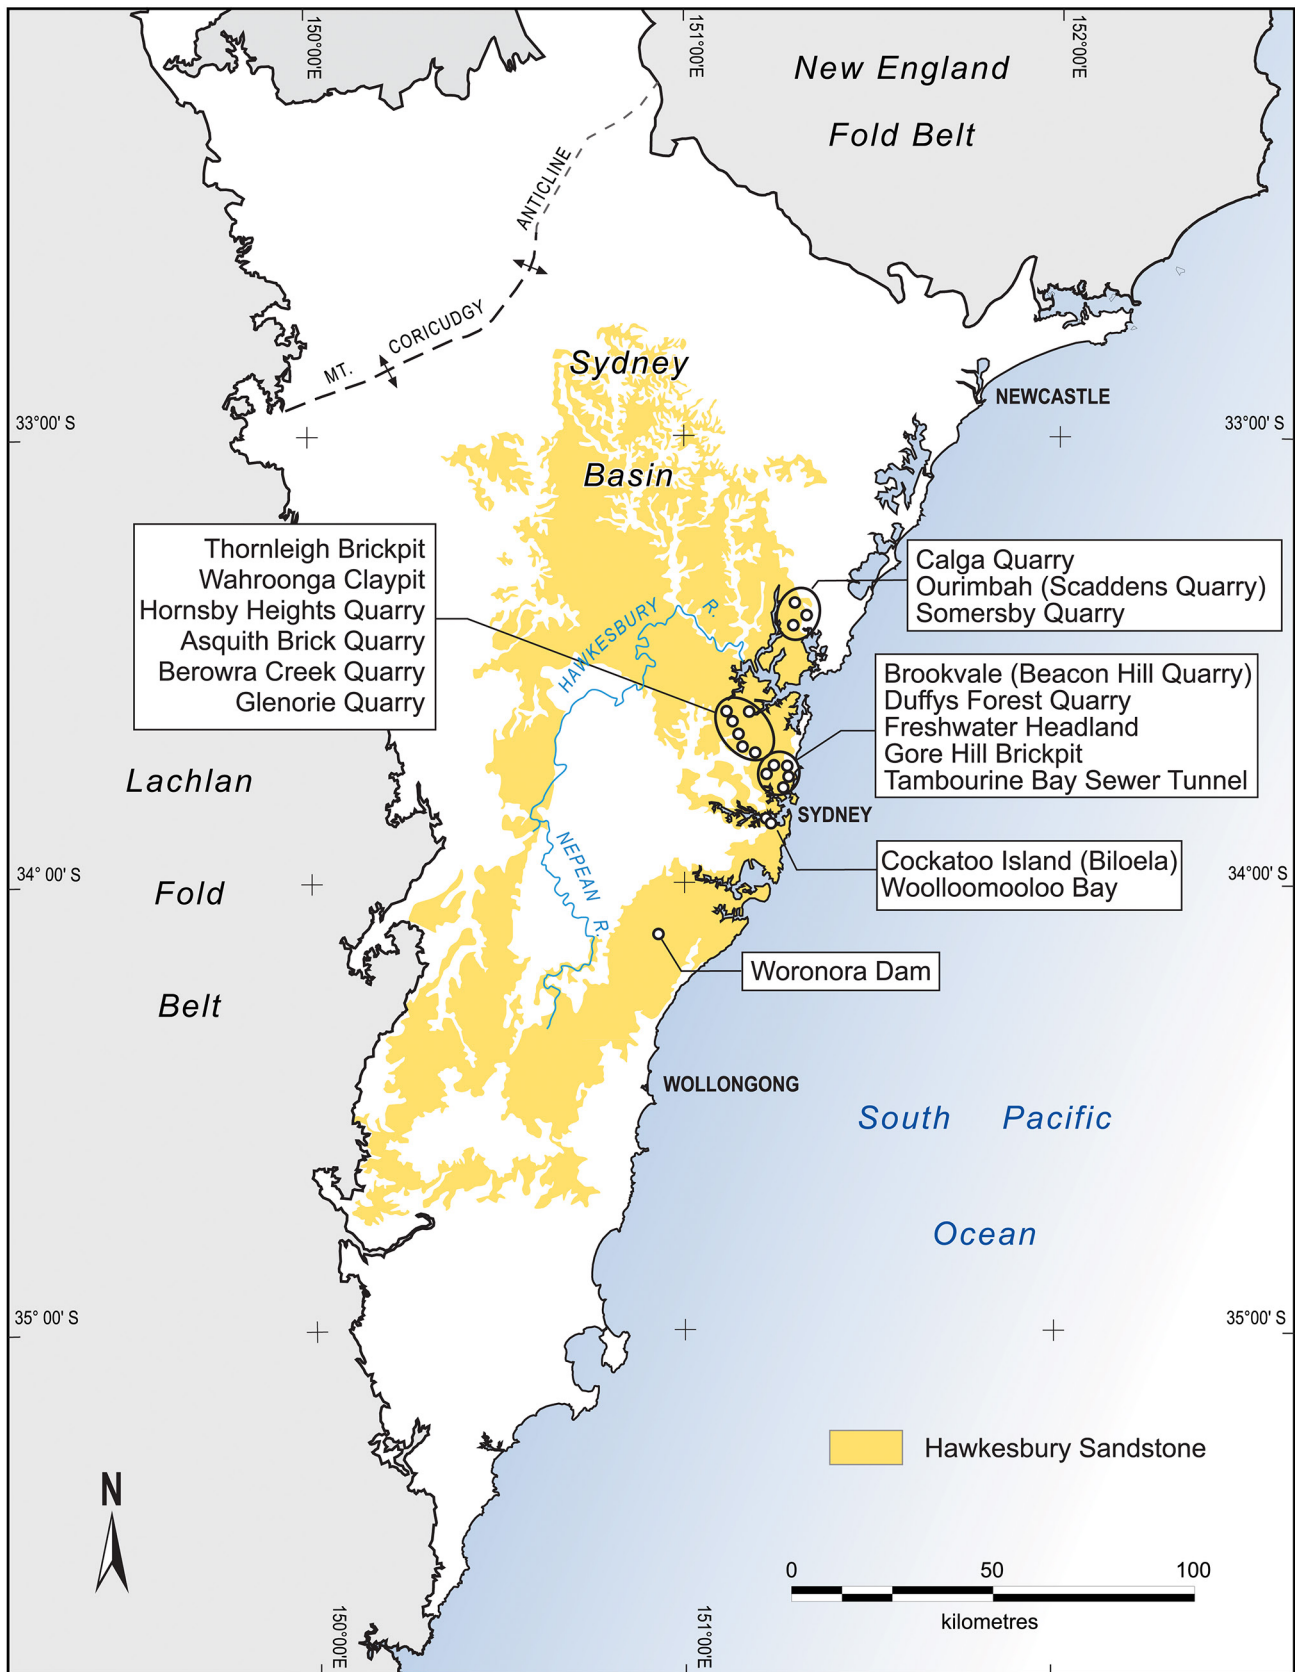 150°00'E
151°00'E
152°00'E
New England
Fold Belt
ANTICLINE
CORICUDGY
MT.
Sydney
Basin
NEWCASTLE
33°00' S
33°00' S
Thornleigh Brickpit
Wahroonga Claypit
Hornsby Heights Quarry
Asquith Brick Quarry
Berowra Creek Quarry
Glenorie Quarry
Calga Quarry
Ourimbah (Scaddens Quarry)
Somersby Quarry
HAWKESBURY R.
Brookvale (Beacon Hill Quarry)
Duffys Forest Quarry
Freshwater Headland
Gore Hill Brickpit
Tambourine Bay Sewer Tunnel
Lachlan
Fold
Belt
SYDNEY
NEPEAN R.
Cockatoo Island (Biloela)
Woolloomooloo Bay
34° 00' S
34°00' S
Woronora Dam
WOLLONGONG
South Pacific
Ocean
35° 00' S
35°00' S
Hawkesbury Sandstone
N
0 50 100
kilometres
150°00'E
151°00'E